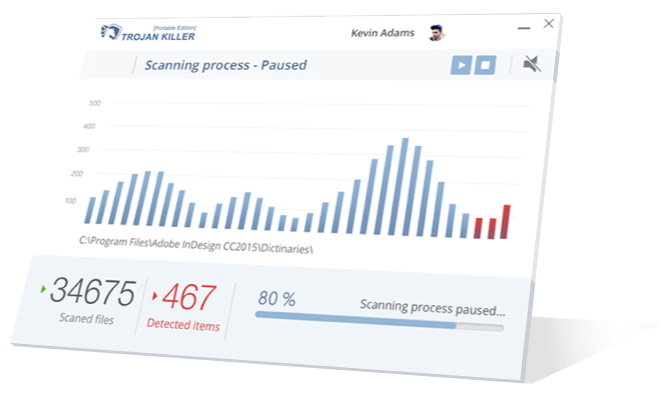 [Portable Edition]
TROJAN KILLER
Kevin Adams
Scanning process - Paused
500
400
300
200
100
C:\Program Files\Adobe InDesign CC2015\Dictinaries\
34675
Scaned files
467
Detected items
80 %
Scanning process paused...